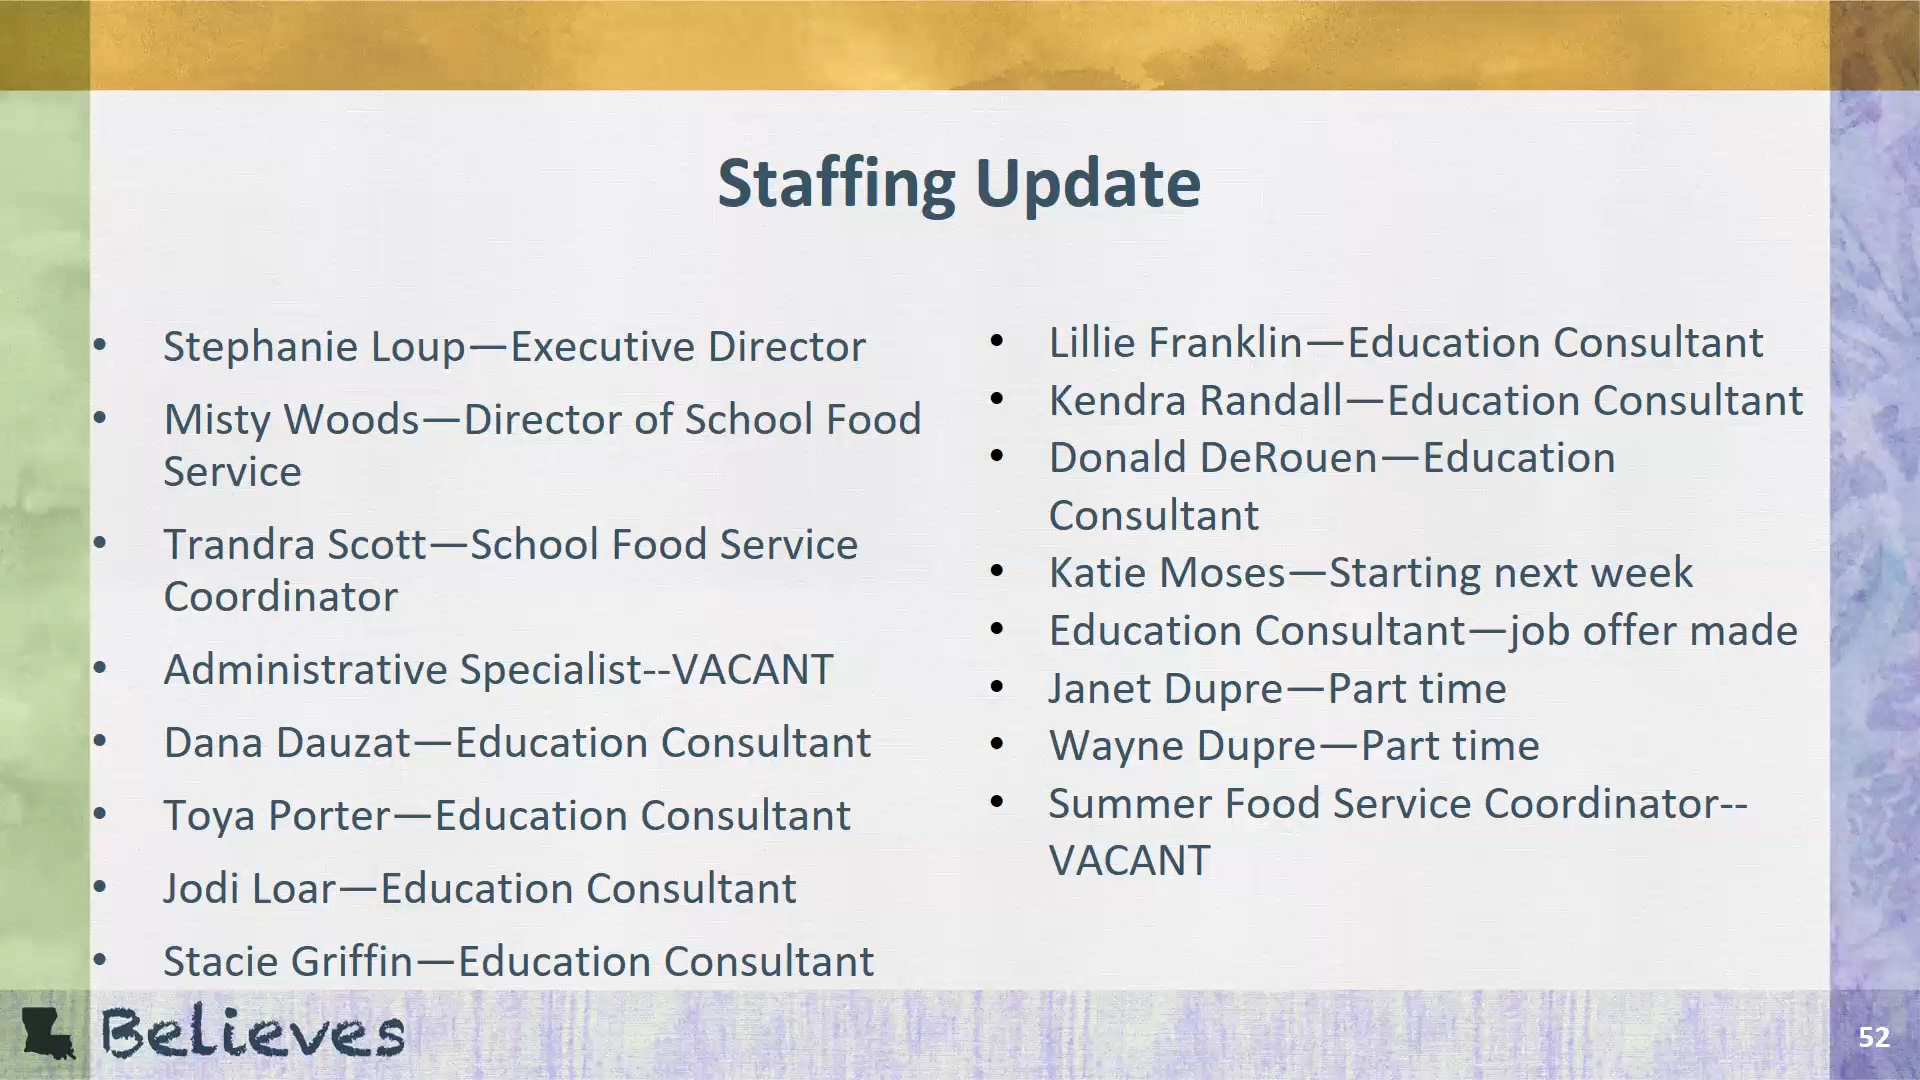 Staffing Update
• Stephanie Loup—Executive Director
• Misty Woods—Director of School Food
Service
• Trandra Scott—School Food Service
Coordinator
• Administrative Specialist--VACANT
• Dana Dauzat—Education Consultant
• Toya Porter—Education Consultant
• Jodi Loar—Education Consultant
• Stacie Griffin—Education Consultant
• Lillie Franklin—Education Consultant
• Kendra Randall—Education Consultant
• Donald DeRouen—Education
Consultant
• Katie Moses—Starting next week
• Education Consultant—job offer made
• Janet Dupre—Part time
• Wayne Dupre—Part time
• Summer Food Service Coordinator--
VACANT
Believes
52